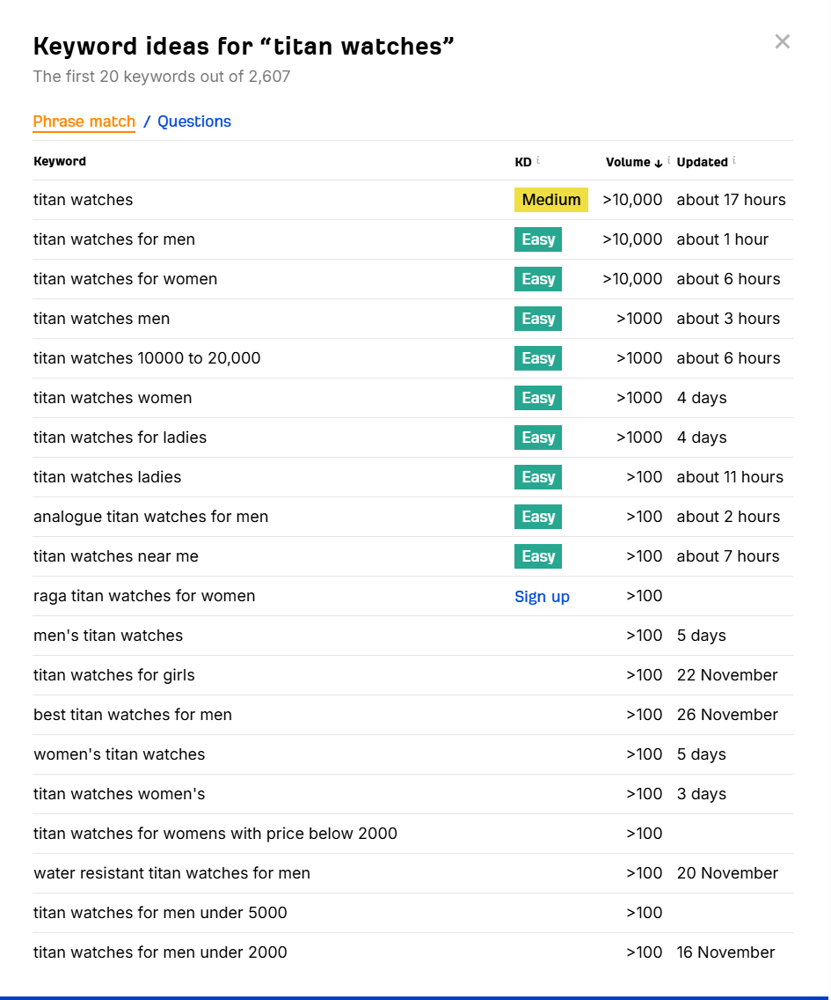 Keyword ideas for “titan watches”
The first 20 keywords out of 2,607
Phrase match / Questions
Keyword KD i Volume ↓ i Updated i
titan watches Medium >10,000 about 17 hours
titan watches for men Easy >10,000 about 1 hour
titan watches for women Easy >10,000 about 6 hours
titan watches men Easy >1000 about 3 hours
titan watches 10000 to 20,000 Easy >1000 about 6 hours
titan watches women Easy >1000 4 days
titan watches for ladies Easy >1000 4 days
titan watches ladies Easy >100 about 11 hours
analogue titan watches for men Easy >100 about 2 hours
titan watches near me Easy >100 about 7 hours
raga titan watches for women Sign up >100
men's titan watches >100 5 days
titan watches for girls >100 22 November
best titan watches for men >100 26 November
women's titan watches >100 5 days
titan watches women's >100 3 days
titan watches for womens with price below 2000 >100
water resistant titan watches for men >100 20 November
titan watches for men under 5000 >100
titan watches for men under 2000 >100 16 November